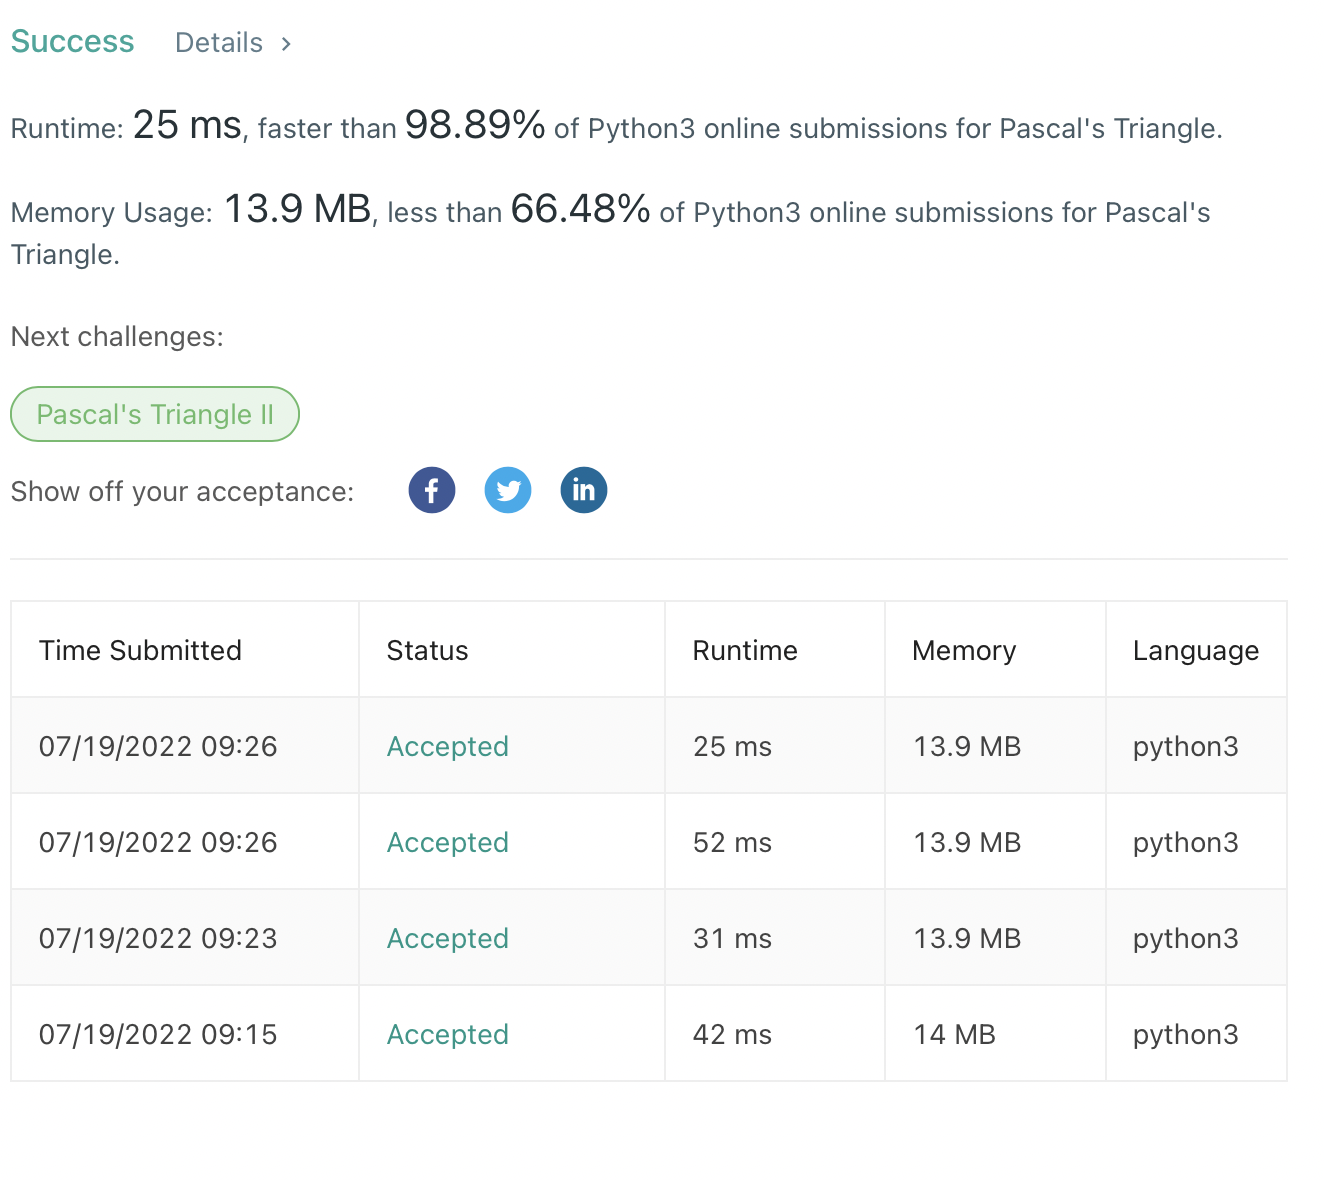 Success Details >
Runtime: 25 ms, faster than 98.89% of Python3 online submissions for Pascal's Triangle.
Memory Usage: 13.9 MB, less than 66.48% of Python3 online submissions for Pascal's
Triangle.
Next challenges:
Pascal's Triangle II
Show off your acceptance: f in
Time Submitted Status Runtime Memory Language
07/19/2022 09:26 Accepted 25 ms 13.9 MB python3
07/19/2022 09:26 Accepted 52 ms 13.9 MB python3
07/19/2022 09:23 Accepted 31 ms 13.9 MB python3
07/19/2022 09:15 Accepted 42 ms 14 MB python3